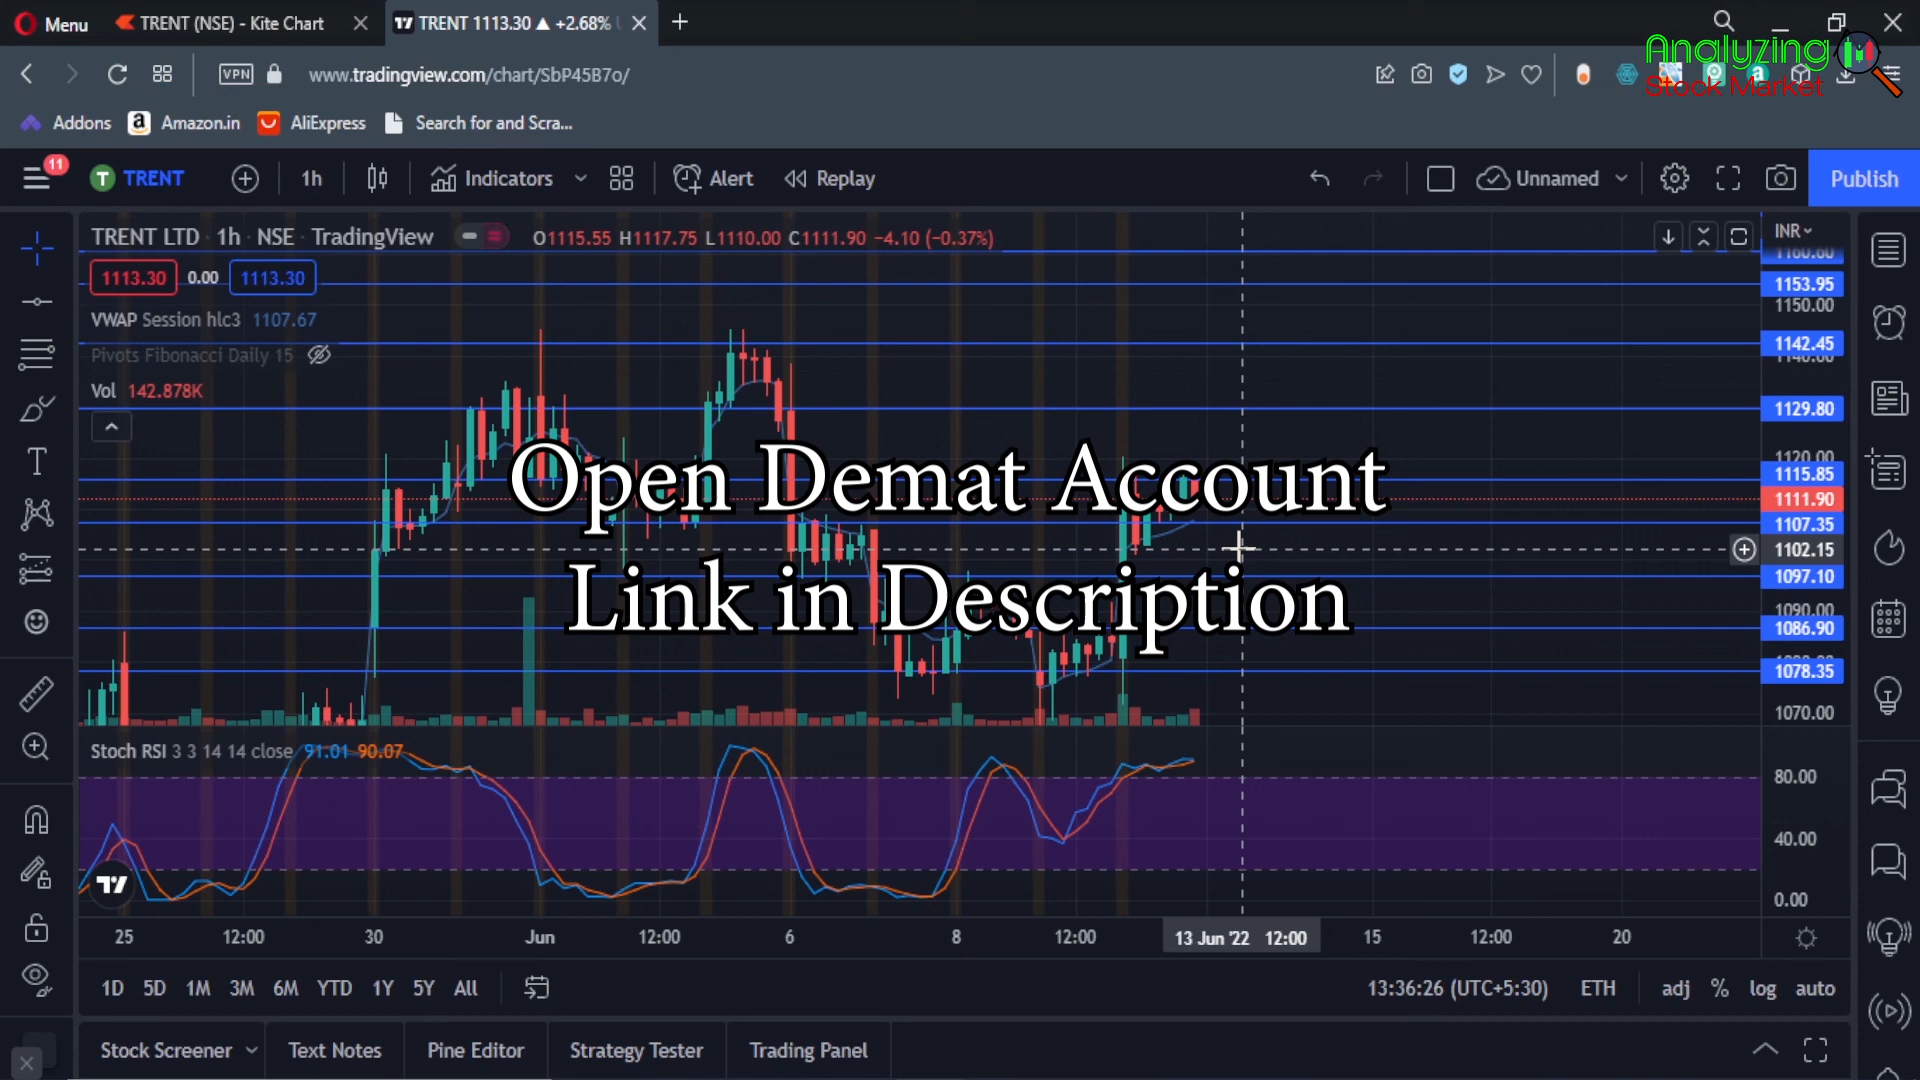 Menu
TRENT (NSE) - Kite Chart
TRENT 1113.30 ▲ +2.68%
Analyzing
Stock Market
VPN
www.tradingview.com/chart/SbP45B7o/
Addons
Amazon.in
AliExpress
Search for and Scra...
11
TRENT
1h
Indicators
Alert
Replay
Unnamed
Publish
TRENT LTD · 1h · NSE · TradingView
O1115.55 H1117.75 L1110.00 C1111.90 −4.10 (−0.37%)
INR
1160.60
1113.30 0.00 1113.30
1153.95
1150.00
VWAP Session hlc3 1107.67
1142.45
1140.00
Pivots Fibonacci Daily 15
Vol 142.878K
1129.80
1120.00
1115.85
1111.90
1107.35
1102.15
1097.10
1090.00
1086.90
1078.35
1070.00
Open Demat Account
Link in Description
Stoch RSI 3 3 14 14 close 91.01 90.07
80.00
40.00
0.00
25 12:00 30 Jun 12:00 6 8 12:00 13 Jun '22 12:00 15 12:00 20
1D 5D 1M 3M 6M YTD 1Y 5Y All
13:36:26 (UTC+5:30) ETH adj % log auto
Stock Screener Text Notes Pine Editor Strategy Tester Trading Panel